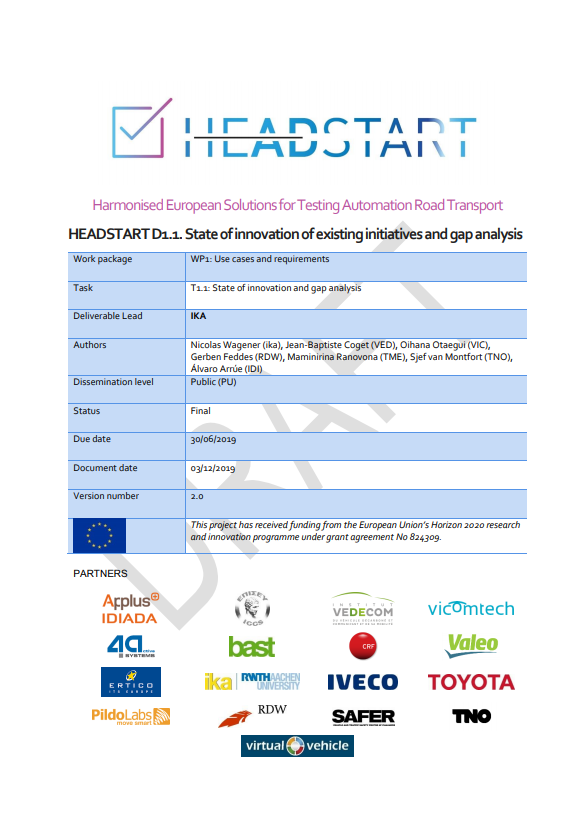 HEADSTART
Harmonised European Solutions for Testing Automation Road Transport
HEADSTART D1.1. State of innovation of existing initiatives and gap analysis
Work package WP1: Use cases and requirements
Task T1.1: State of innovation and gap analysis
Deliverable Lead IKA
Authors Nicolas Wagener (ika), Jean-Baptiste Coget (VED), Oihana Otaegui (VIC),
Gerben Feddes (RDW), Maminirina Ranovona (TME), Sjef van Montfort (TNO),
Álvaro Arrúe (IDI)
Dissemination level Public (PU)
Status Final
Due date 30/06/2019
Document date 03/12/2019
Version number 2.0
This project has received funding from the European Union's Horizon 2020 research
and innovation programme under grant agreement No 824309.
DRAFT
PARTNERS
Applus+
IDIADA
ICCS
INSTITUT
VEDECOM
vicomtech
4a
SYSTEMS
bast
CRF
Valeo
ERTICO
ITS EUROPE
ika RWTH AACHEN
UNIVERSITY
IVECO
TOYOTA
PildoLabs
move smart
RDW
SAFER
TNO
virtual vehicle